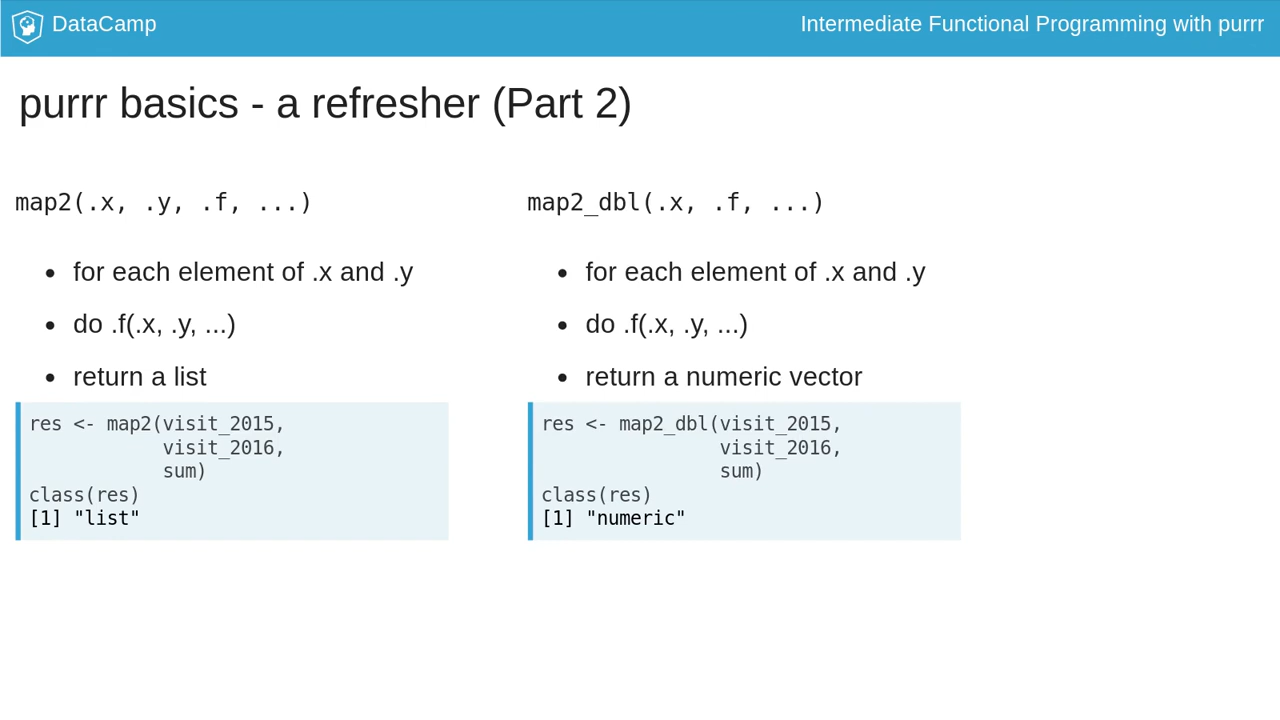 DataCamp
Intermediate Functional Programming with purrr
purrr basics - a refresher (Part 2)
map2(.x, .y, .f, ...)
• for each element of .x and .y
• do .f(.x, .y, ...)
• return a list
res <- map2(visit_2015,
            visit_2016,
            sum)
class(res)
[1] "list"
map2_dbl(.x, .f, ...)
• for each element of .x and .y
• do .f(.x, .y, ...)
• return a numeric vector
res <- map2_dbl(visit_2015,
                visit_2016,
                sum)
class(res)
[1] "numeric"